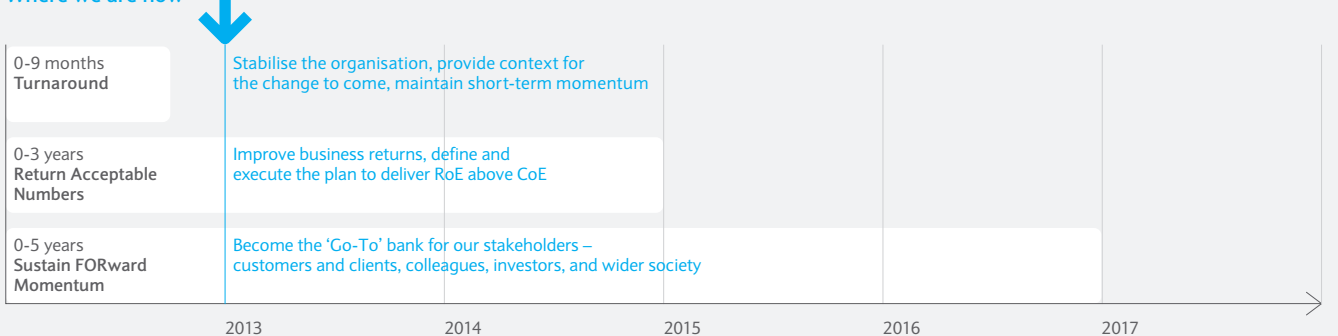 Where we are now
0-9 months
Turnaround
Stabilise the organisation, provide context for
the change to come, maintain short-term momentum
0-3 years
Return Acceptable
Numbers
Improve business returns, define and
execute the plan to deliver RoE above CoE
0-5 years
Sustain FORward
Momentum
Become the ‘Go-To’ bank for our stakeholders –
customers and clients, colleagues, investors, and wider society
2013
2014
2015
2016
2017